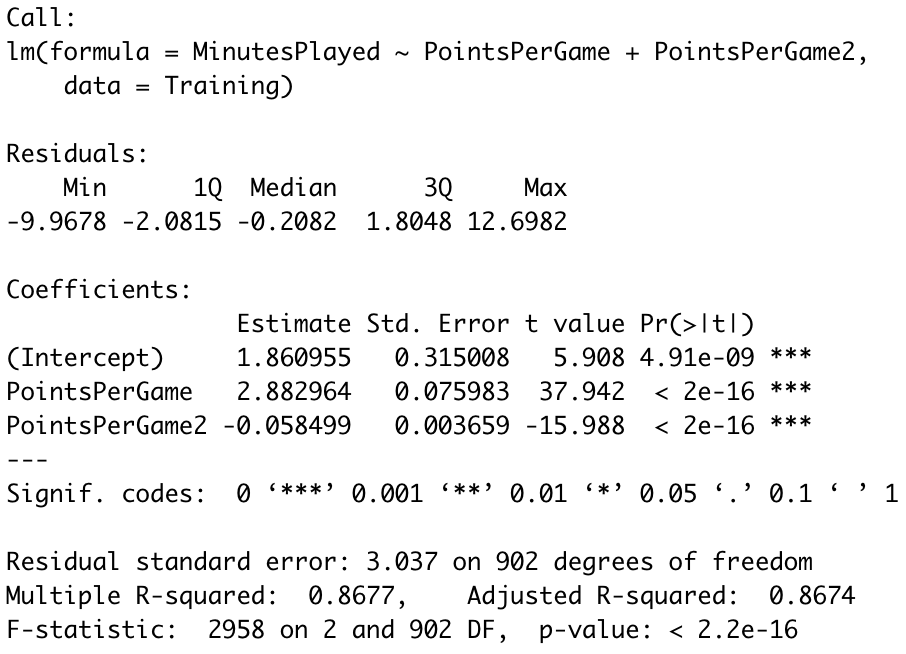 Call:
lm(formula = MinutesPlayed ~ PointsPerGame + PointsPerGame2,
    data = Training)

Residuals:
    Min      1Q  Median      3Q     Max
-9.9678 -2.0815 -0.2082  1.8048 12.6982

Coefficients:
               Estimate Std. Error t value Pr(>|t|)
(Intercept)     1.860955   0.315008   5.908 4.91e-09 ***
PointsPerGame   2.882964   0.075983  37.942  < 2e-16 ***
PointsPerGame2 -0.058499   0.003659 -15.988  < 2e-16 ***
---
Signif. codes:  0 ‘***’ 0.001 ‘**’ 0.01 ‘*’ 0.05 ‘.’ 0.1 ‘ ’ 1

Residual standard error: 3.037 on 902 degrees of freedom
Multiple R-squared:  0.8677,    Adjusted R-squared:  0.8674
F-statistic:  2958 on 2 and 902 DF,  p-value: < 2.2e-16